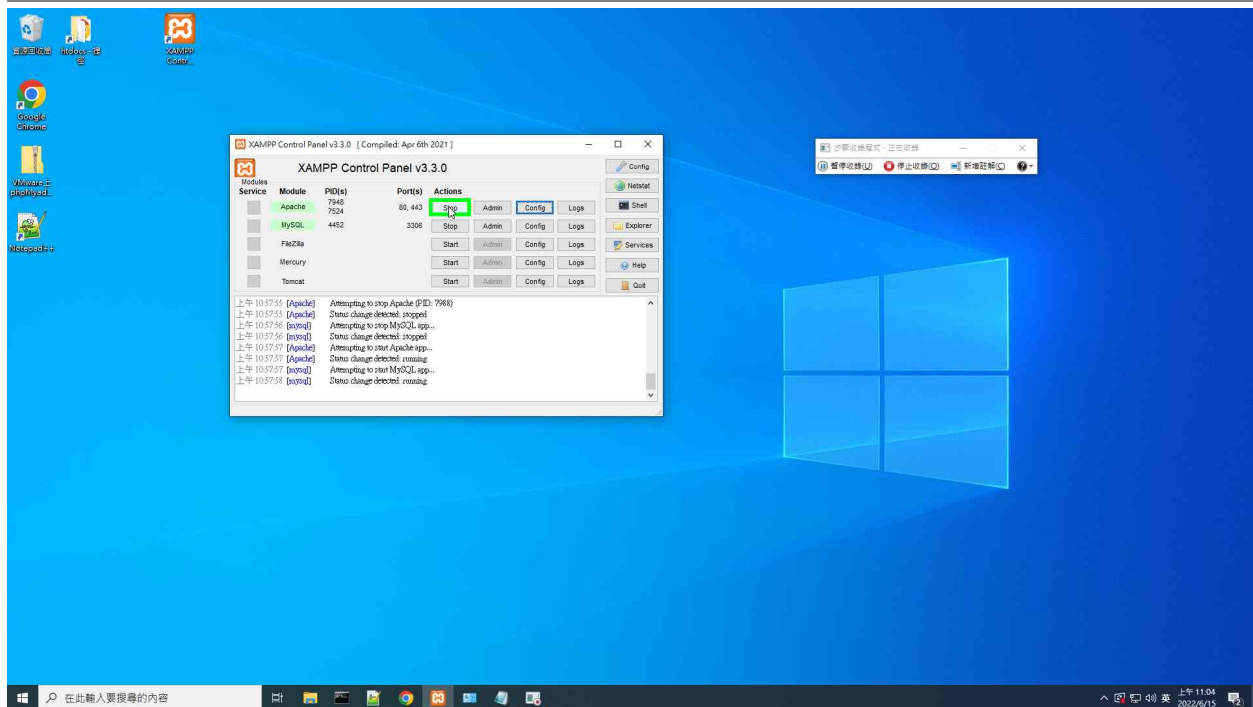 資源回收筒
htdocs - 捷
徑
XAMPP
Contr...
Google
Chrome
VMware上
phpMyad...
Notepad++
XAMPP Control Panel v3.3.0 [ Compiled: Apr 6th 2021 ]
XAMPP Control Panel v3.3.0
Config
Modules
Service Module PID(s) Port(s) Actions
Netstat
Apache 7948 7524 80, 443 Stop Admin Config Logs
Shell
MySQL 4452 3306 Stop Admin Config Logs
Explorer
FileZilla Start Admin Config Logs
Services
Mercury Start Admin Config Logs
Help
Tomcat Start Admin Config Logs
Quit
上午 10:57:55 [Apache] Attempting to stop Apache (PID: 7988)
上午 10:57:55 [Apache] Status change detected: stopped
上午 10:57:56 [mysql] Attempting to stop MySQL app...
上午 10:57:56 [mysql] Status change detected: stopped
上午 10:57:57 [Apache] Attempting to start Apache app...
上午 10:57:57 [Apache] Status change detected: running
上午 10:57:57 [mysql] Attempting to start MySQL app...
上午 10:57:58 [mysql] Status change detected: running
步驟收錄程式 - 正在收錄
暫停收錄(U) 停止收錄(O) 新增註解(C)
在此輸入要搜尋的內容
英
上午 11:04
2022/6/15
2